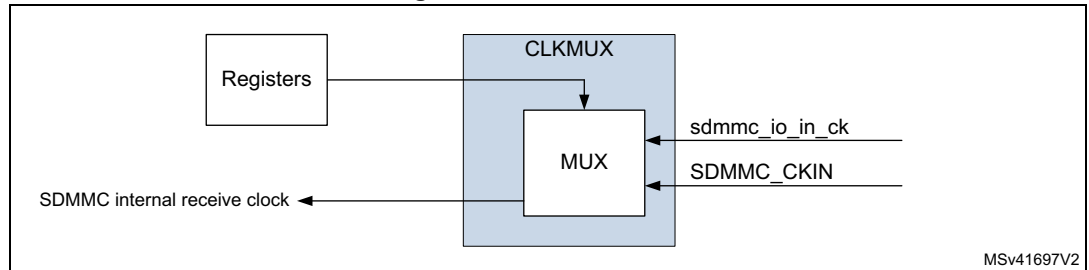 CLKMUX
Registers
sdmmc_io_in_ck
MUX
SDMMC_CKIN
SDMMC internal receive clock
MSv41697V2